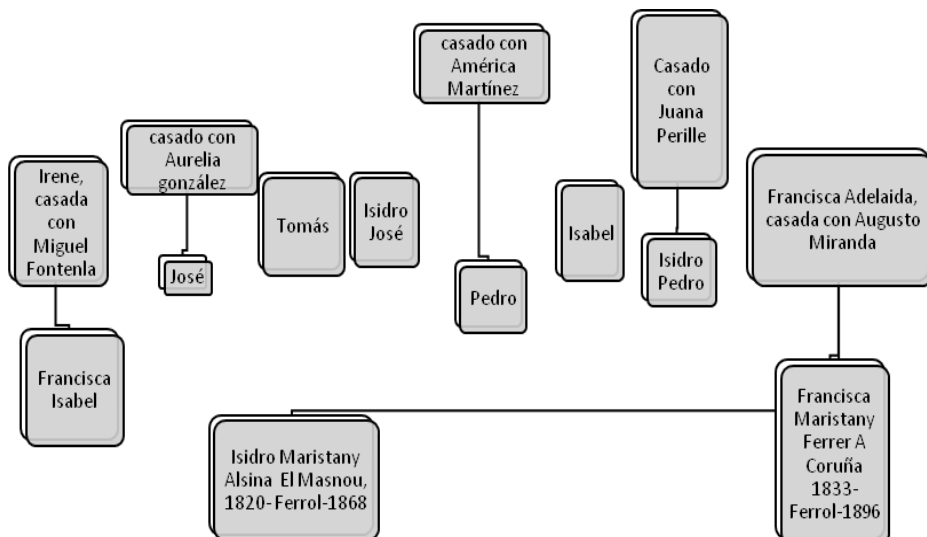 casado con
América
Martínez
Casado
con
Juana
Perille
casado con
Aurelia
gonzález
Irene,
casada
con
Miguel
Fontenla
Tomás
Isidro
José
Isabel
Francisca Adelaida,
casada con Augusto
Miranda
José
Pedro
Isidro
Pedro
Francisca
Isabel
Isidro Maristany
Alsina El Masnou,
1820- Ferrol-1868
Francisca
Maristany
Ferrer A
Coruña
1833-
Ferrol-1896